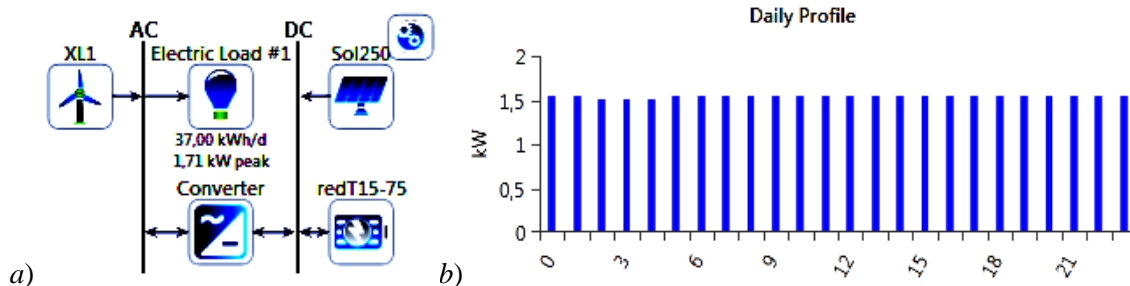 AC DC
XL1 Electric Load #1 Sol250
37,00 kWh/d
1,71 kW peak
Converter redT15-75
a)
Daily Profile
kW
2
1,5
1
0,5
0
0 3 6 9 12 15 18 21
b)